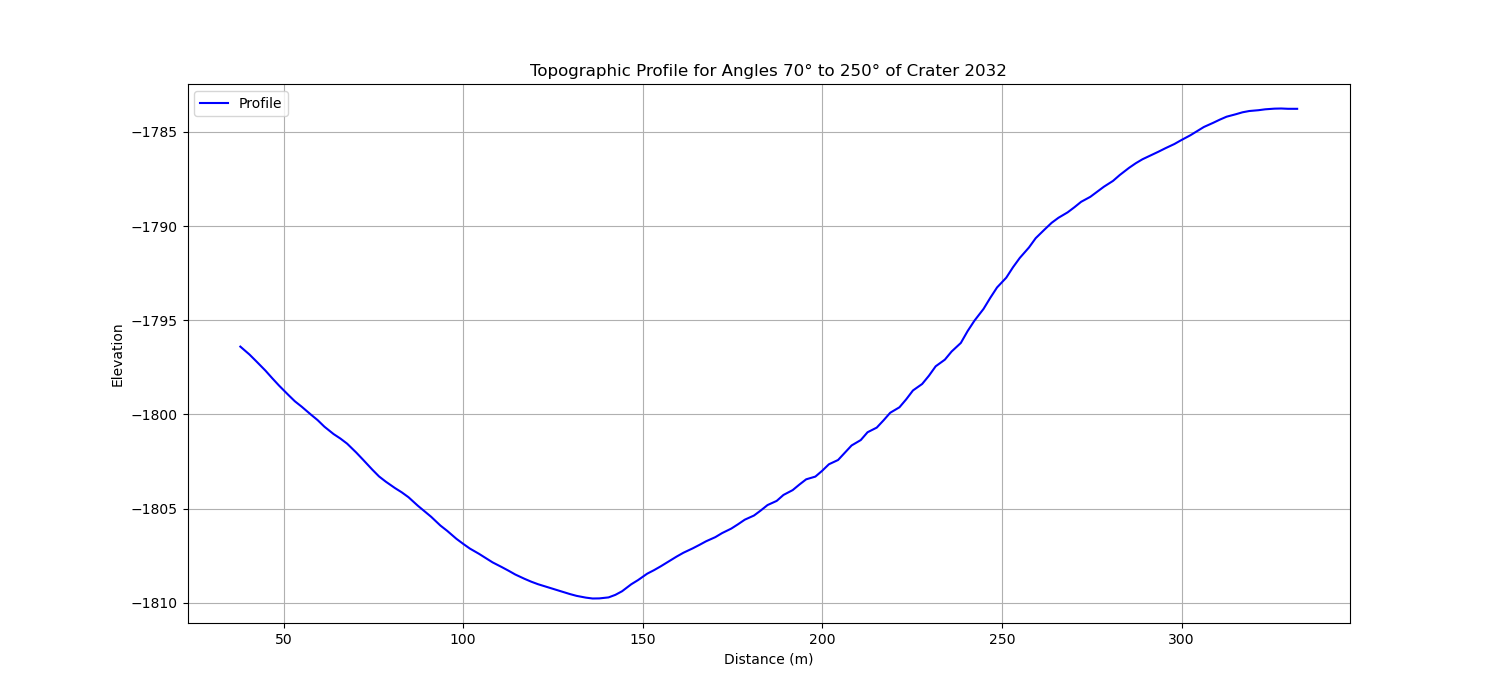 Topographic Profile for Angles 70° to 250° of Crater 2032
Profile
−1785
−1790
−1795
−1800
−1805
−1810
Elevation
50 100 150 200 250 300
Distance (m)